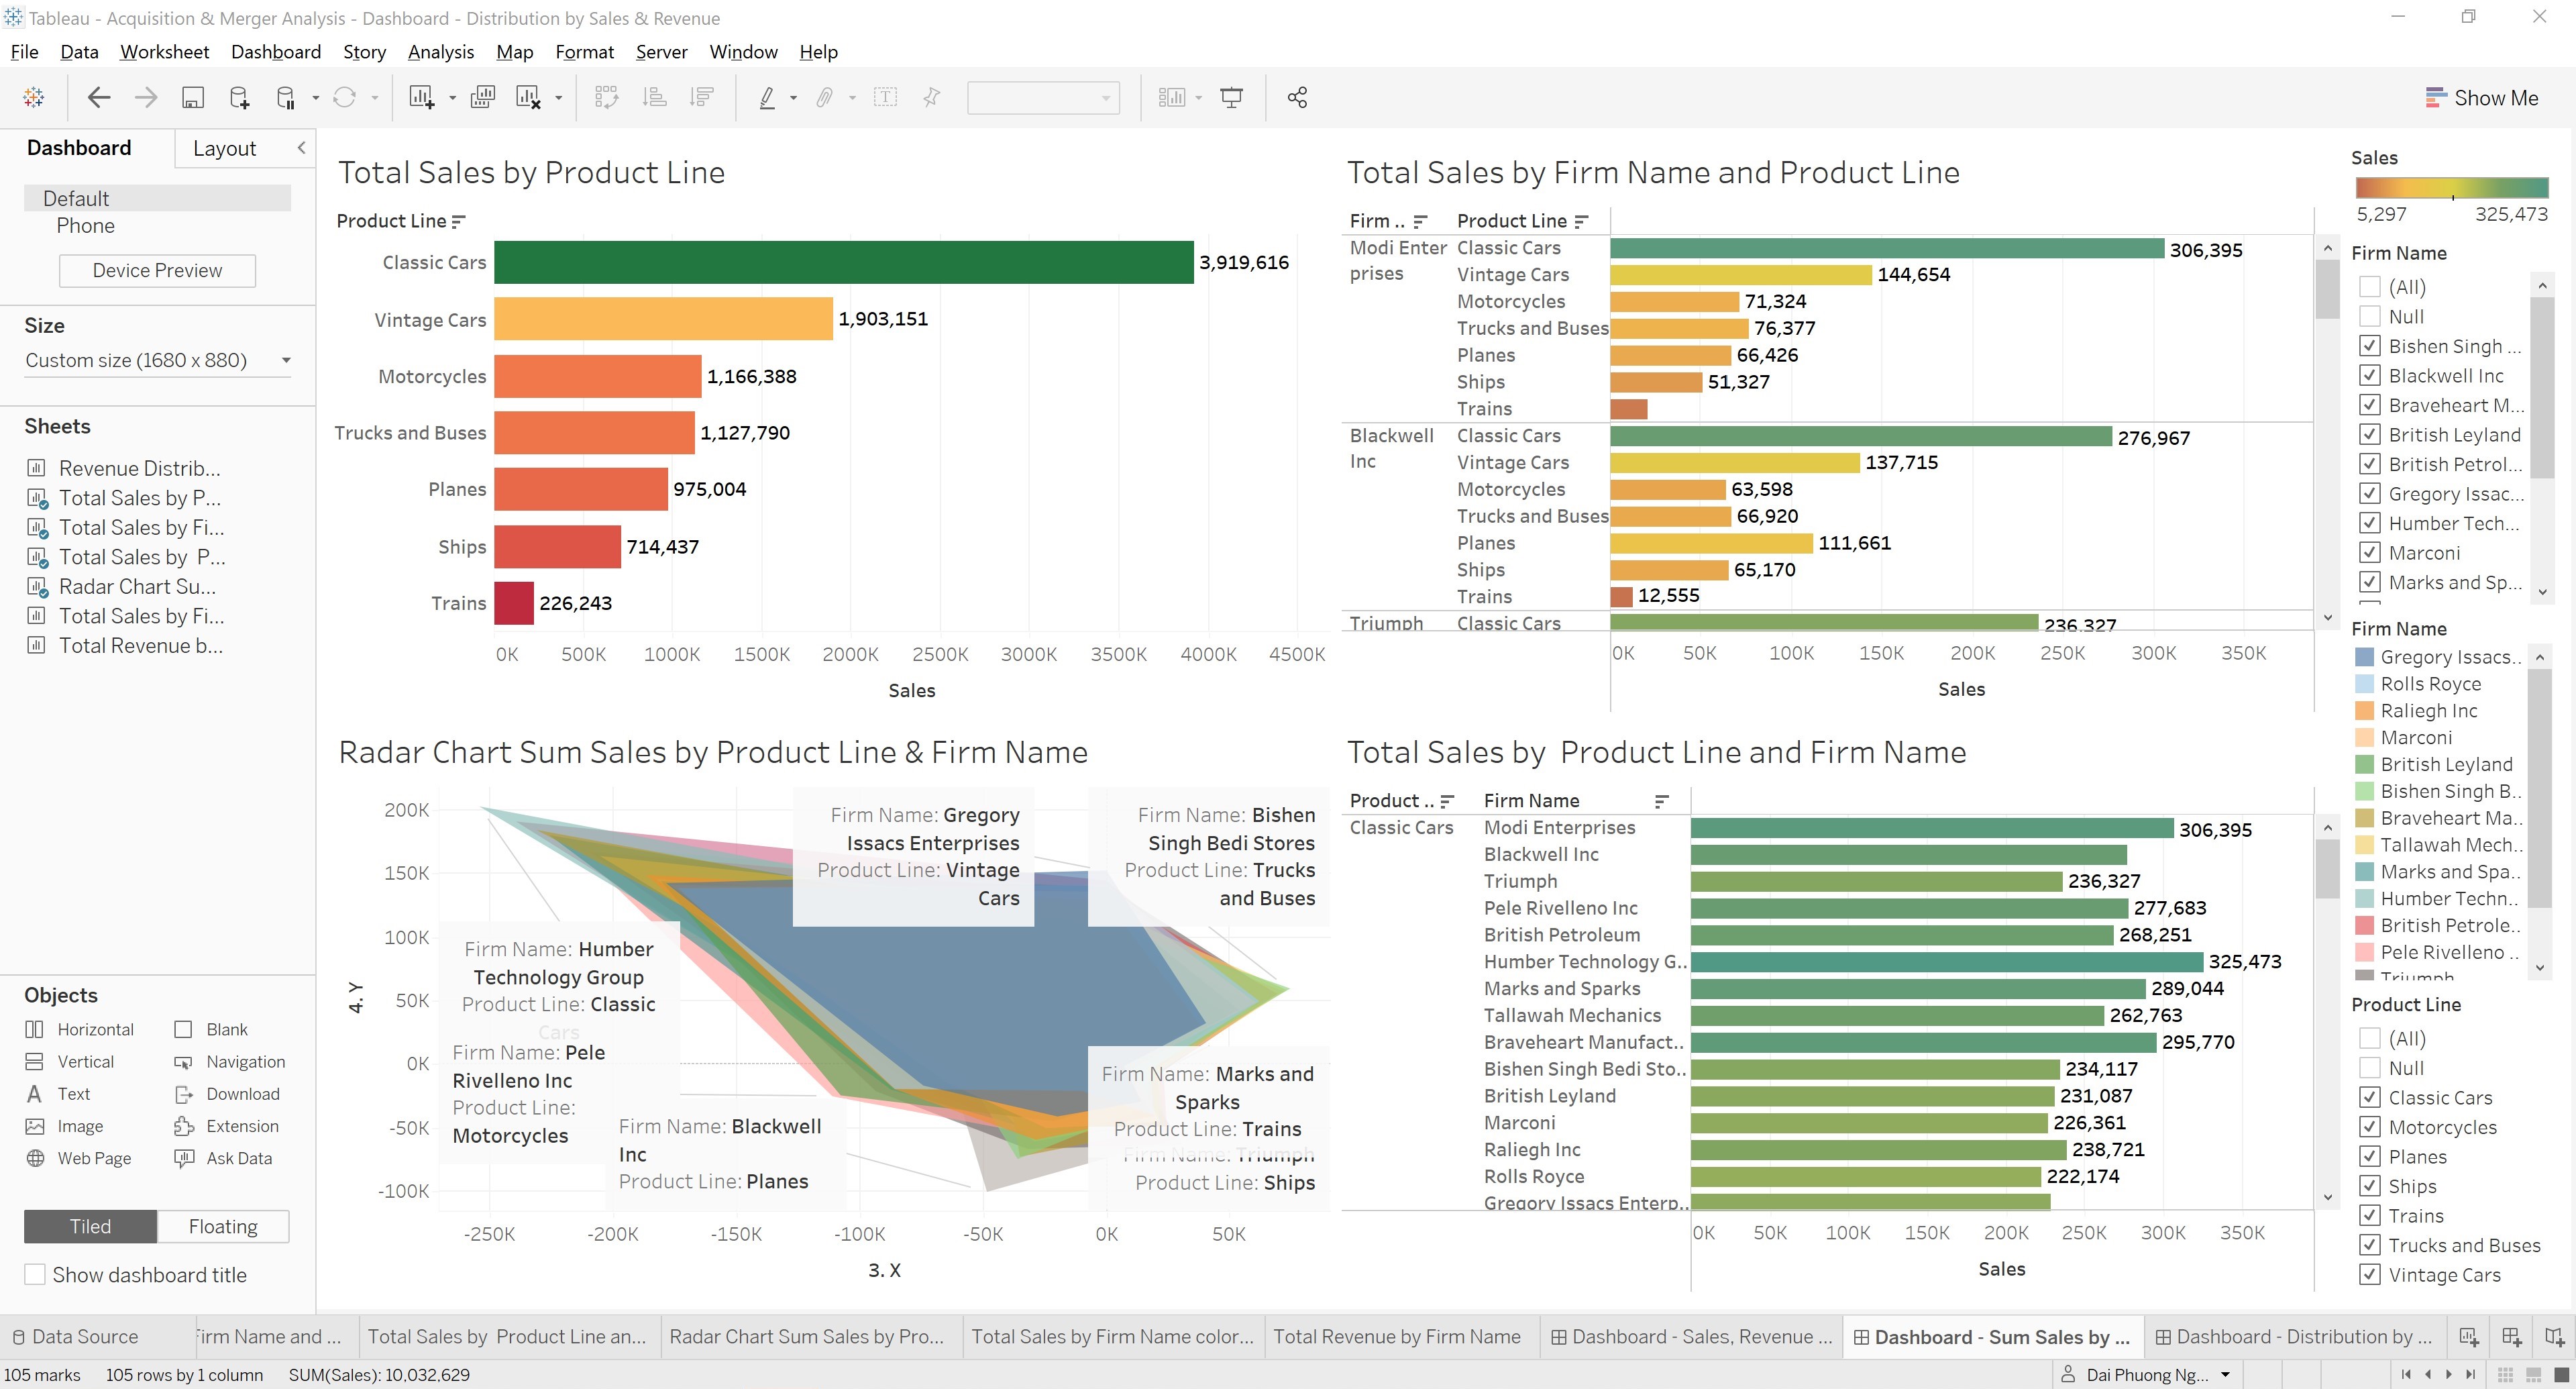 Tableau - Acquisition & Merger Analysis - Dashboard - Distribution by Sales & Revenue
File Data Worksheet Dashboard Story Analysis Map Format Server Window Help
Show Me
Dashboard Layout
Default
Phone
Device Preview
Size
Custom size (1680 x 880)
Sheets
Revenue Distrib...
Total Sales by P...
Total Sales by Fi...
Total Sales by  P...
Radar Chart Su...
Total Sales by Fi...
Total Revenue b...
Objects
Horizontal Blank
Vertical Navigation
Text Download
Image Extension
Web Page Ask Data
Tiled Floating
Show dashboard title
Total Sales by Product Line
Product Line
Classic Cars 3,919,616
Vintage Cars 1,903,151
Motorcycles 1,166,388
Trucks and Buses 1,127,790
Planes 975,004
Ships 714,437
Trains 226,243
0K 500K 1000K 1500K 2000K 2500K 3000K 3500K 4000K 4500K
Sales
Total Sales by Firm Name and Product Line
Firm .. Product Line
Modi Enter Classic Cars 306,395
prises Vintage Cars 144,654
Motorcycles 71,324
Trucks and Buses 76,377
Planes 66,426
Ships 51,327
Trains
Blackwell Classic Cars 276,967
Inc Vintage Cars 137,715
Motorcycles 63,598
Trucks and Buses 66,920
Planes 111,661
Ships 65,170
Trains 12,555
Triumph Classic Cars 236,327
0K 50K 100K 150K 200K 250K 300K 350K
Sales
Radar Chart Sum Sales by Product Line & Firm Name
200K
150K
100K
50K
0K
-50K
-100K
4. Y
Firm Name: Gregory
Issacs Enterprises
Product Line: Vintage
Cars
Firm Name: Bishen
Singh Bedi Stores
Product Line: Trucks
and Buses
Firm Name: Humber
Technology Group
Product Line: Classic
Cars
Firm Name: Pele
Rivelleno Inc
Product Line:
Motorcycles
Firm Name: Blackwell
Inc
Product Line: Planes
Firm Name: Marks and
Sparks
Product Line: Trains
Firm Name: Triumph
Product Line: Ships
-250K -200K -150K -100K -50K 0K 50K
3. X
Total Sales by  Product Line and Firm Name
Product .. Firm Name
Classic Cars Modi Enterprises 306,395
Blackwell Inc
Triumph 236,327
Pele Rivelleno Inc 277,683
British Petroleum 268,251
Humber Technology G.. 325,473
Marks and Sparks 289,044
Tallawah Mechanics 262,763
Braveheart Manufact.. 295,770
Bishen Singh Bedi Sto.. 234,117
British Leyland 231,087
Marconi 226,361
Raliegh Inc 238,721
Rolls Royce 222,174
Gregory Issacs Enterp..
0K 50K 100K 150K 200K 250K 300K 350K
Sales
Sales
5,297 325,473
Firm Name
(All)
Null
Bishen Singh ...
Blackwell Inc
Braveheart M...
British Leyland
British Petrol...
Gregory Issac...
Humber Tech...
Marconi
Marks and Sp...
Firm Name
Gregory Issacs..
Rolls Royce
Raliegh Inc
Marconi
British Leyland
Bishen Singh B..
Braveheart Ma..
Tallawah Mech..
Marks and Spa..
Humber Techn..
British Petrole..
Pele Rivelleno ..
Triumph
Product Line
(All)
Null
Classic Cars
Motorcycles
Planes
Ships
Trains
Trucks and Buses
Vintage Cars
Data Source Firm Name and ... Total Sales by  Product Line an... Radar Chart Sum Sales by Pro... Total Sales by Firm Name color... Total Revenue by Firm Name Dashboard - Sales, Revenue ... Dashboard - Sum Sales by ... Dashboard - Distribution by ...
105 marks 105 rows by 1 column SUM(Sales): 10,032,629 Dai Phuong Ng...